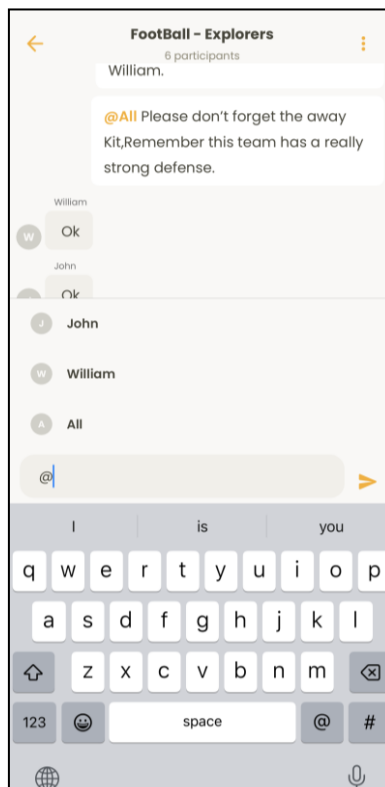 FootBall - Explorers
6 participants
William.
@All Please don't forget the away
Kit,Remember this team has a really
strong defense.
William
W
Ok
John
Ok
J
John
W
William
A
All
@
I is you
q w e r t y u i o p
a s d f g h j k l
z x c v b n m
123 space @ #